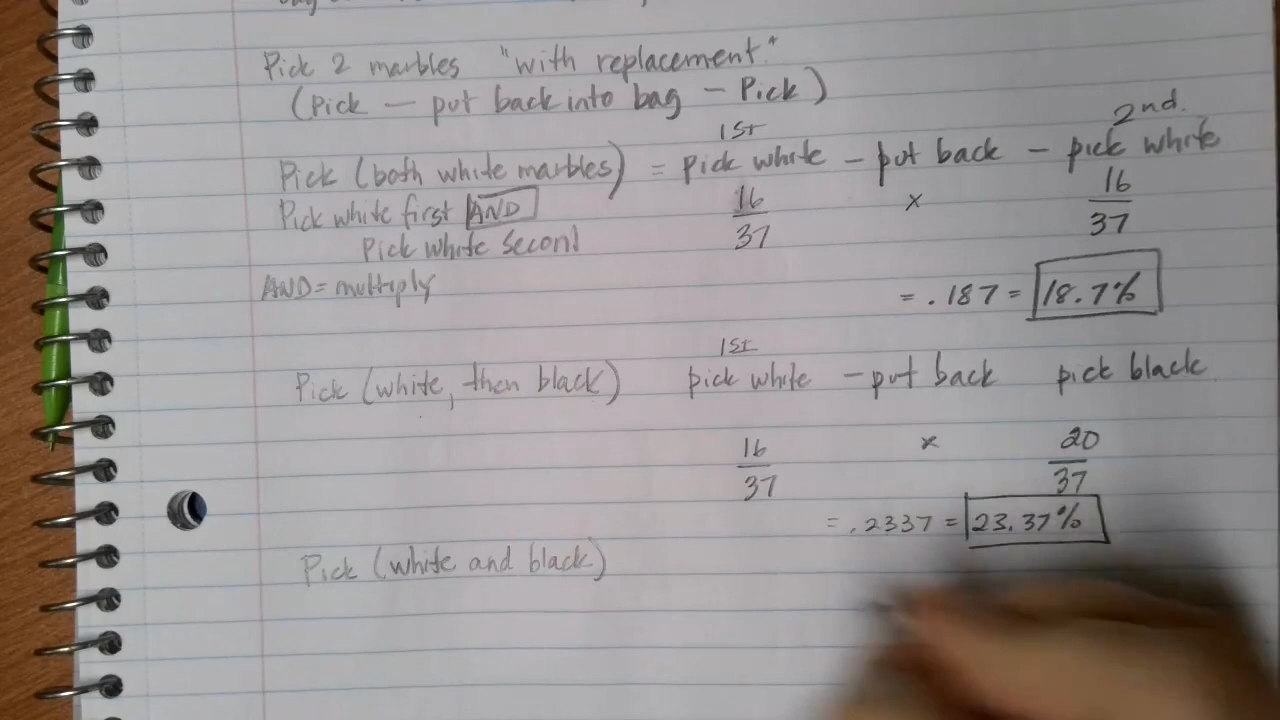 Pick 2 marbles "with replacement"
(Pick — put back into bag — Pick)
1st 2nd.
Pick (both white marbles) = pick white — put back — pick white
Pick white first AND 16/37 x 16/37
Pick white second
AND = multiply
= .187 = 18.7%
1st
Pick (white, then black) pick white — put back pick black
16/37 x 20/37
= .2337 = 23.37%
Pick (white and black)